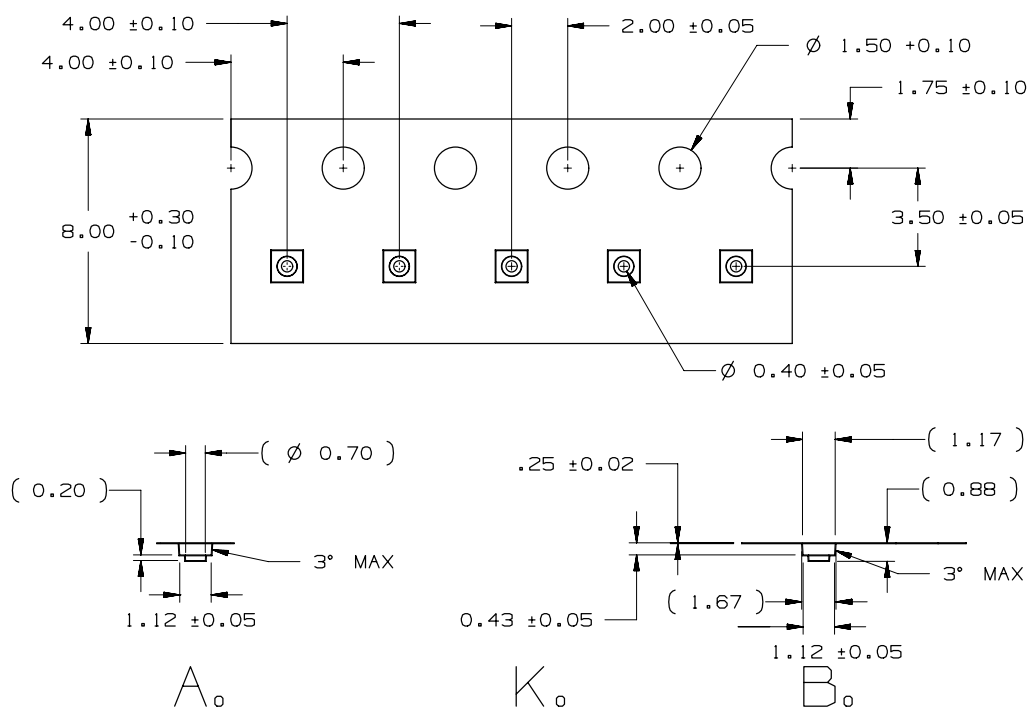 4.00 ±0.10
2.00 ±0.05
Ø 1.50 +0.10
4.00 ±0.10
1.75 ±0.10
8.00 +0.30
-0.10
3.50 ±0.05
Ø 0.40 ±0.05
( Ø 0.70 )
( 0.20 )
3° MAX
1.12 ±0.05
.25 ±0.02
( 1.17 )
( 0.88 )
3° MAX
( 1.67 )
0.43 ±0.05
1.12 ±0.05
Ao
Ko
Bo